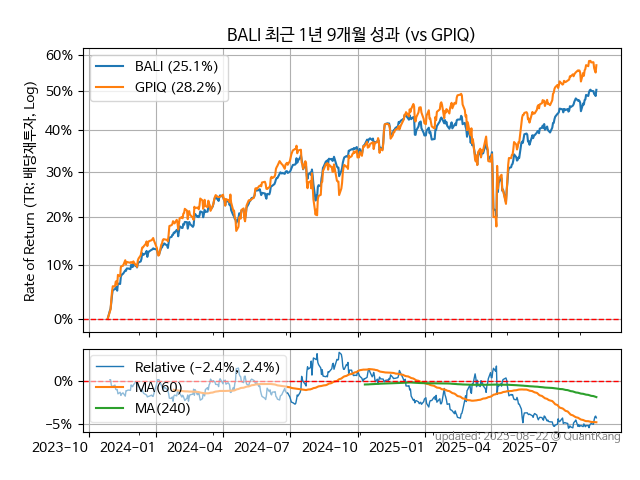 BALI 최근 1년 9개월 성과 (vs GPIQ)
Rate of Return (TR: 배당재투자, Log)
60%
50%
40%
30%
20%
10%
0%
BALI (25.1%)
GPIQ (28.2%)
0%
−5%
Relative (−2.4%, 2.4%)
MA(60)
MA(240)
2023−10 2024−01 2024−04 2024−07 2024−10 2025−01 2025−04 2025−07
updated: 2025−08−22 © QuantKang